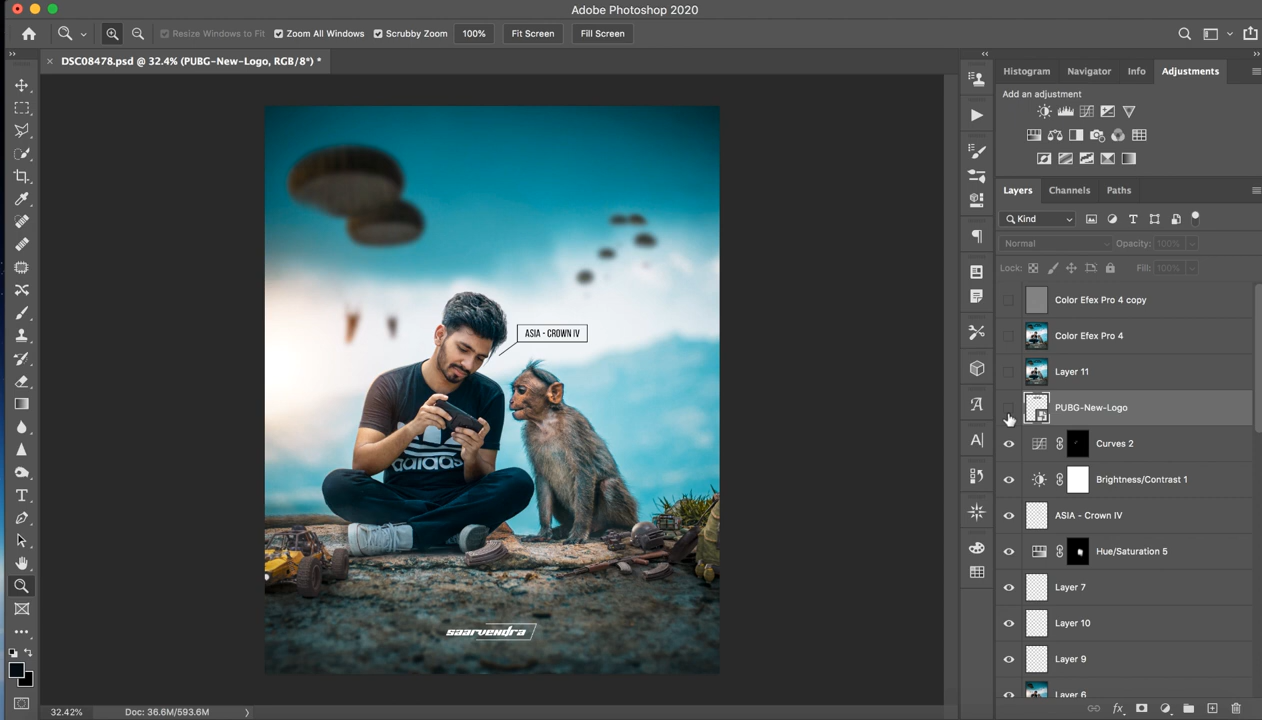 Adobe Photoshop 2020
Resize Windows to Fit Zoom All Windows Scrubby Zoom 100% Fit Screen Fill Screen
DSC08478.psd @ 32.4% (PUBG-New-Logo, RGB/8*) *
Histogram Navigator Info Adjustments
Add an adjustment
Layers Channels Paths
Kind
Normal Opacity: 100%
Lock: Fill: 100%
Color Efex Pro 4 copy
Color Efex Pro 4
Layer 11
PUBG-New-Logo
Curves 2
Brightness/Contrast 1
ASIA - Crown IV
Hue/Saturation 5
Layer 7
Layer 10
Layer 9
Layer 6
ASIA - CROWN IV
adidas
saarvendra
32.42% Doc: 36.6M/593.6M